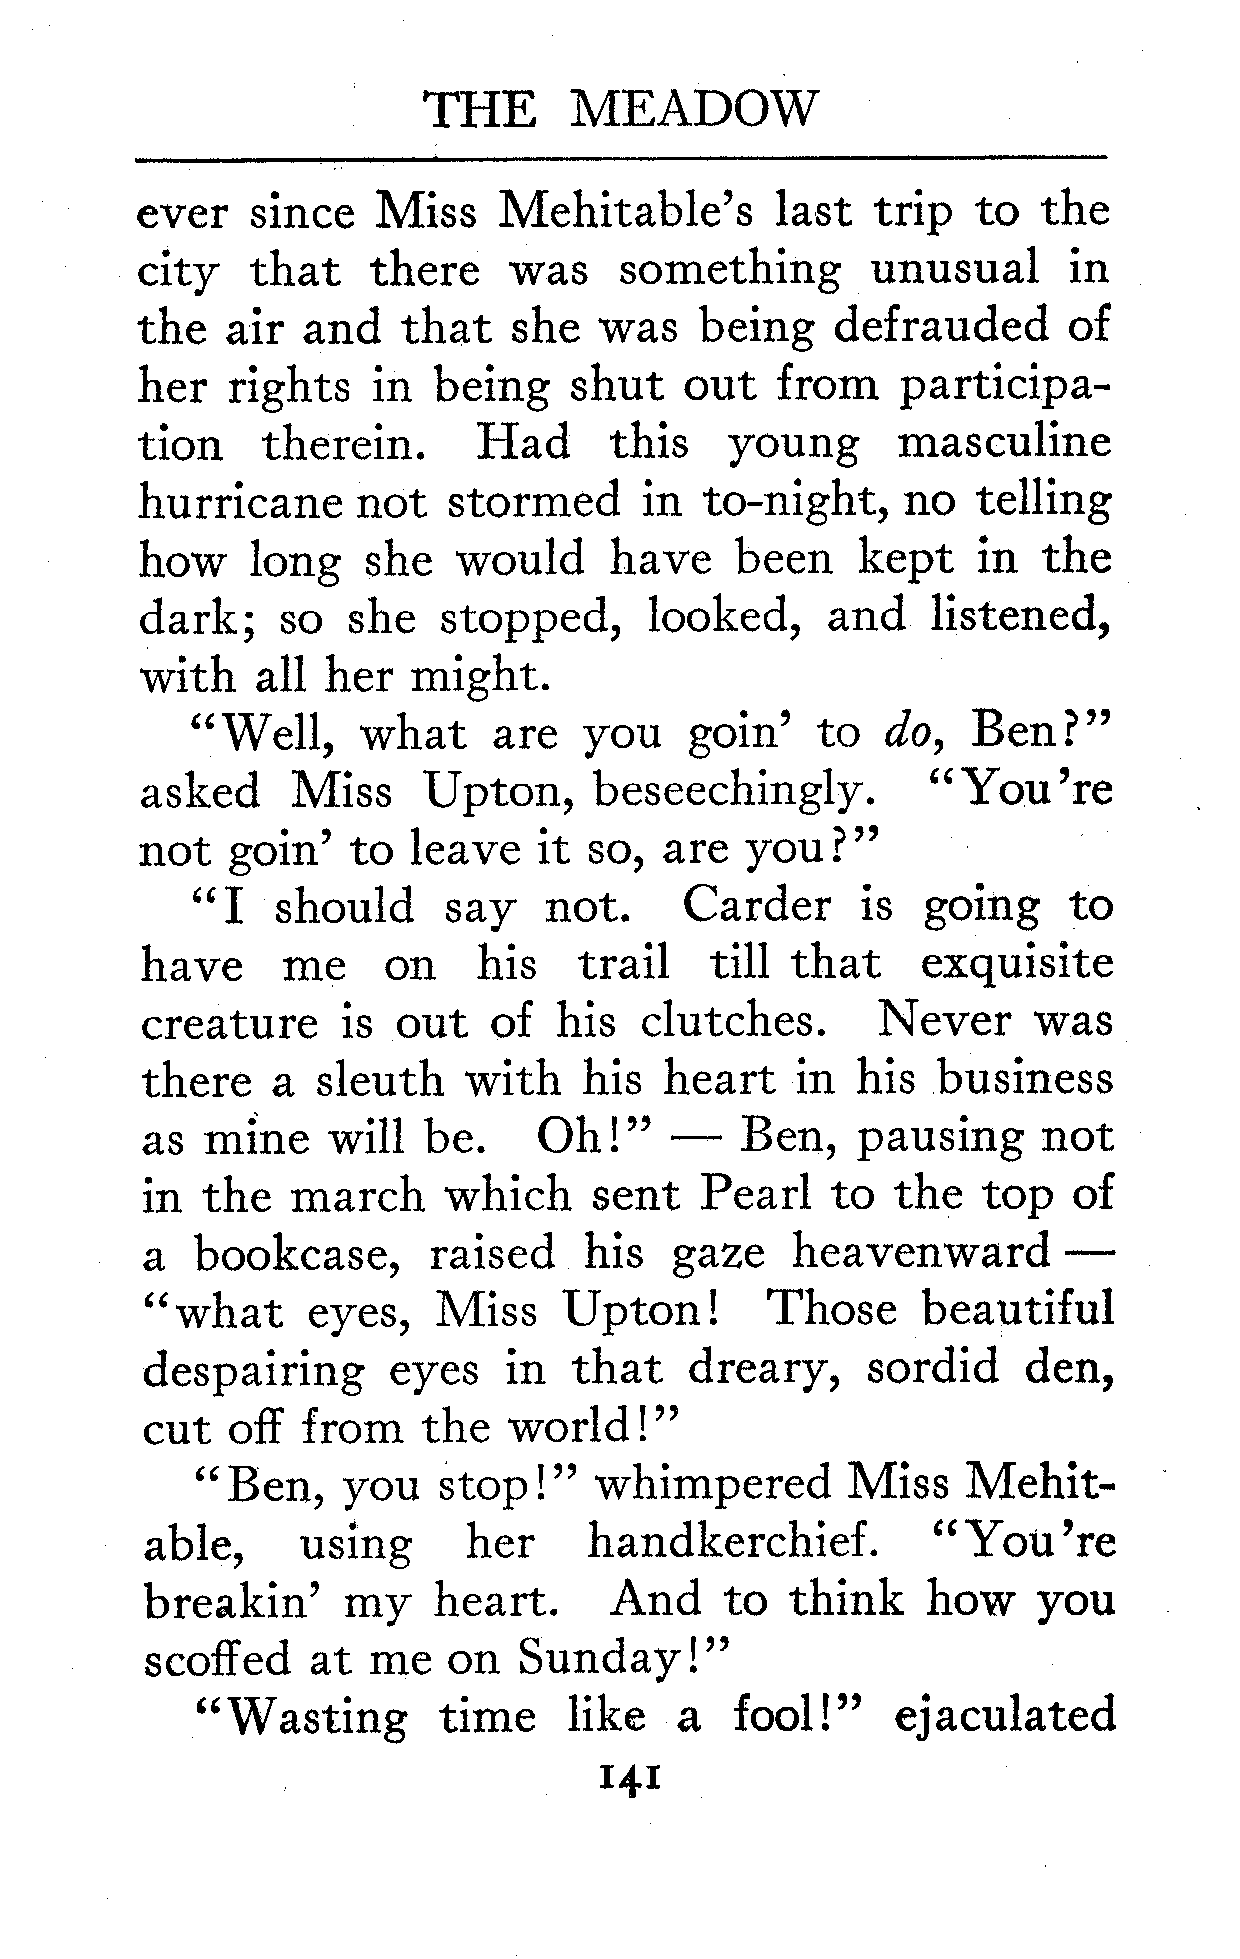 THE MEADOW
ever since Miss Mehitable's last trip to the
city that there was something unusual in
the air and that she was being defrauded of
her rights in being shut out from participa-
tion therein. Had this young masculine
hurricane not stormed in to-night, no telling
how long she would have been kept in the
dark; so she stopped, looked, and listened,
with all her might.
“Well, what are you goin' to do, Ben?”
asked Miss Upton, beseechingly. “You're
not goin' to leave it so, are you?”
“I should say not. Carder is going to
have me on his trail till that exquisite
creature is out of his clutches. Never was
there a sleuth with his heart in his business
as mine will be. Oh!” — Ben, pausing not
in the march which sent Pearl to the top of
a bookcase, raised his gaze heavenward —
“what eyes, Miss Upton! Those beautiful
despairing eyes in that dreary, sordid den,
cut off from the world!”
“Ben, you stop!” whimpered Miss Mehit-
able, using her handkerchief. “You're
breakin' my heart. And to think how you
scoffed at me on Sunday!”
“Wasting time like a fool!” ejaculated
141